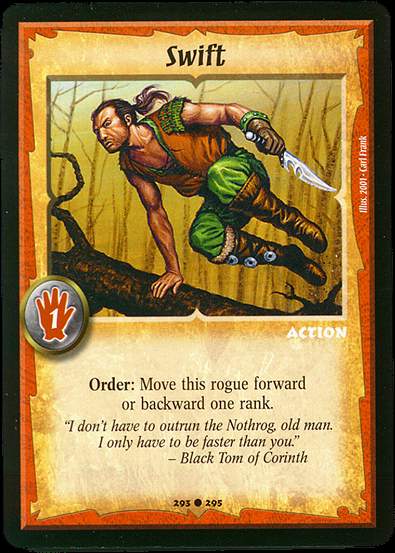 Swift
Illus. 2001 • Carl Frank
1
ACTION
Order: Move this rogue forward
or backward one rank.
“I don’t have to outrun the Nothrog, old man.
I only have to be faster than you.”
– Black Tom of Corinth
293 ● 295